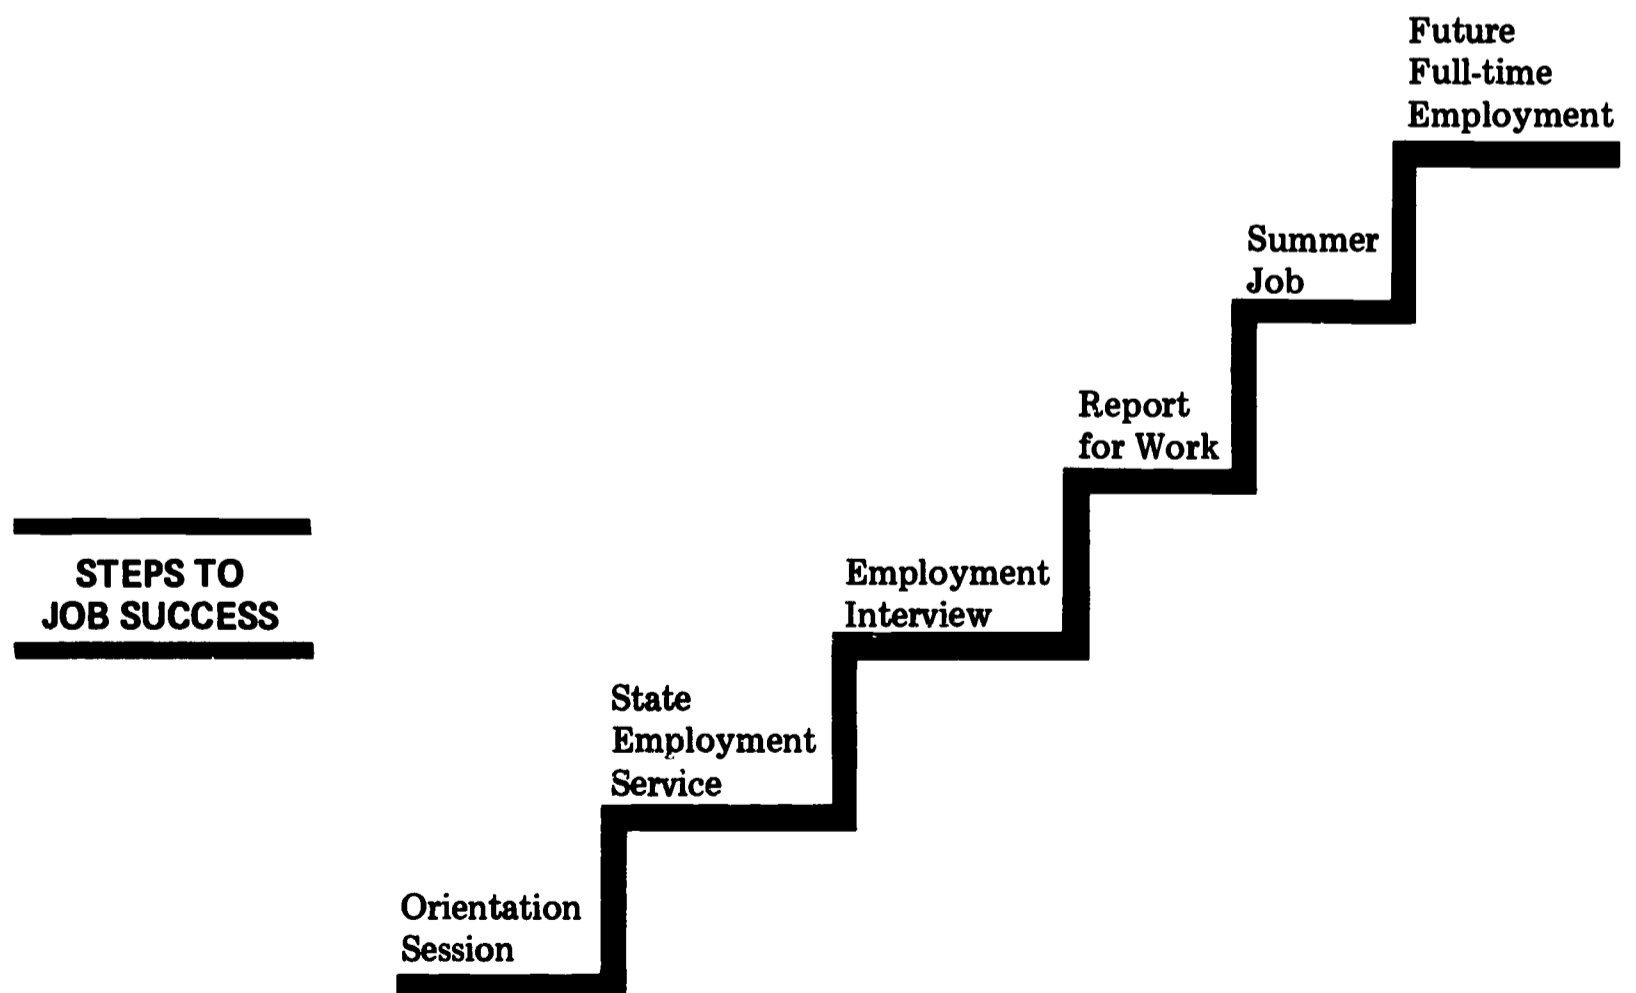 Future
Full-time
Employment
Summer
Job
Report
for Work
STEPS TO
JOB SUCCESS
Employment
Interview
State
Employment
Service
Orientation
Session